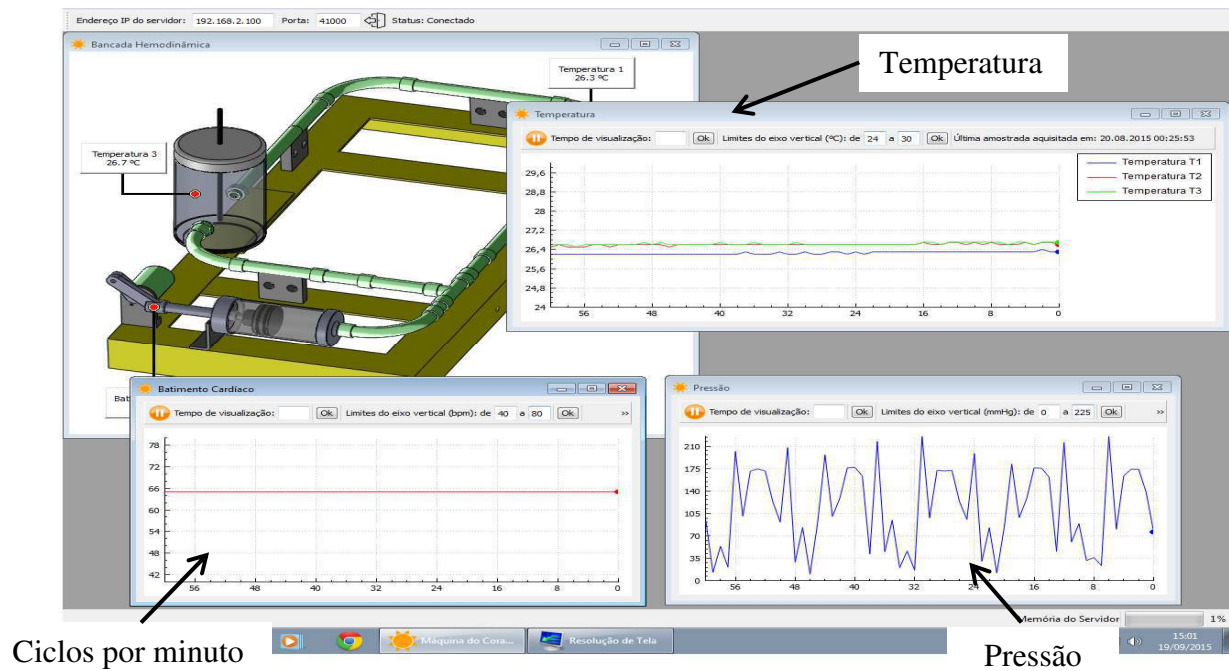 Endereço IP do servidor: 192.168.2.100 Porta: 41000 Status: Conectado
Bancada Hemodinâmica
Temperatura 1
26.3 ºC
Temperatura 3
26.7 ºC
Bat
Temperatura
Temperatura
Tempo de visualização: Ok Limites do eixo vertical (ºC): de 24 a 30 Ok Última amostrada aquisitada em: 20.08.2015 00:25:53
Temperatura T1
Temperatura T2
Temperatura T3
29,6
28,8
28
27,2
26,4
25,6
24,8
24
56 48 40 32 24 16 8 0
Batimento Cardíaco
Tempo de visualização: Ok Limites do eixo vertical (bpm): de 40 a 80 Ok »
78
72
66
60
54
48
42
56 48 40 32 24 16 8 0
Pressão
Tempo de visualização: Ok Limites do eixo vertical (mmHg): de 0 a 225 Ok »
210
175
140
105
70
35
0
56 48 40 32 24 16 8 0
Memória do Servidor 1%
Máquina do Cora...
Resolução de Tela
15:01
19/09/2015
Ciclos por minuto
Pressão